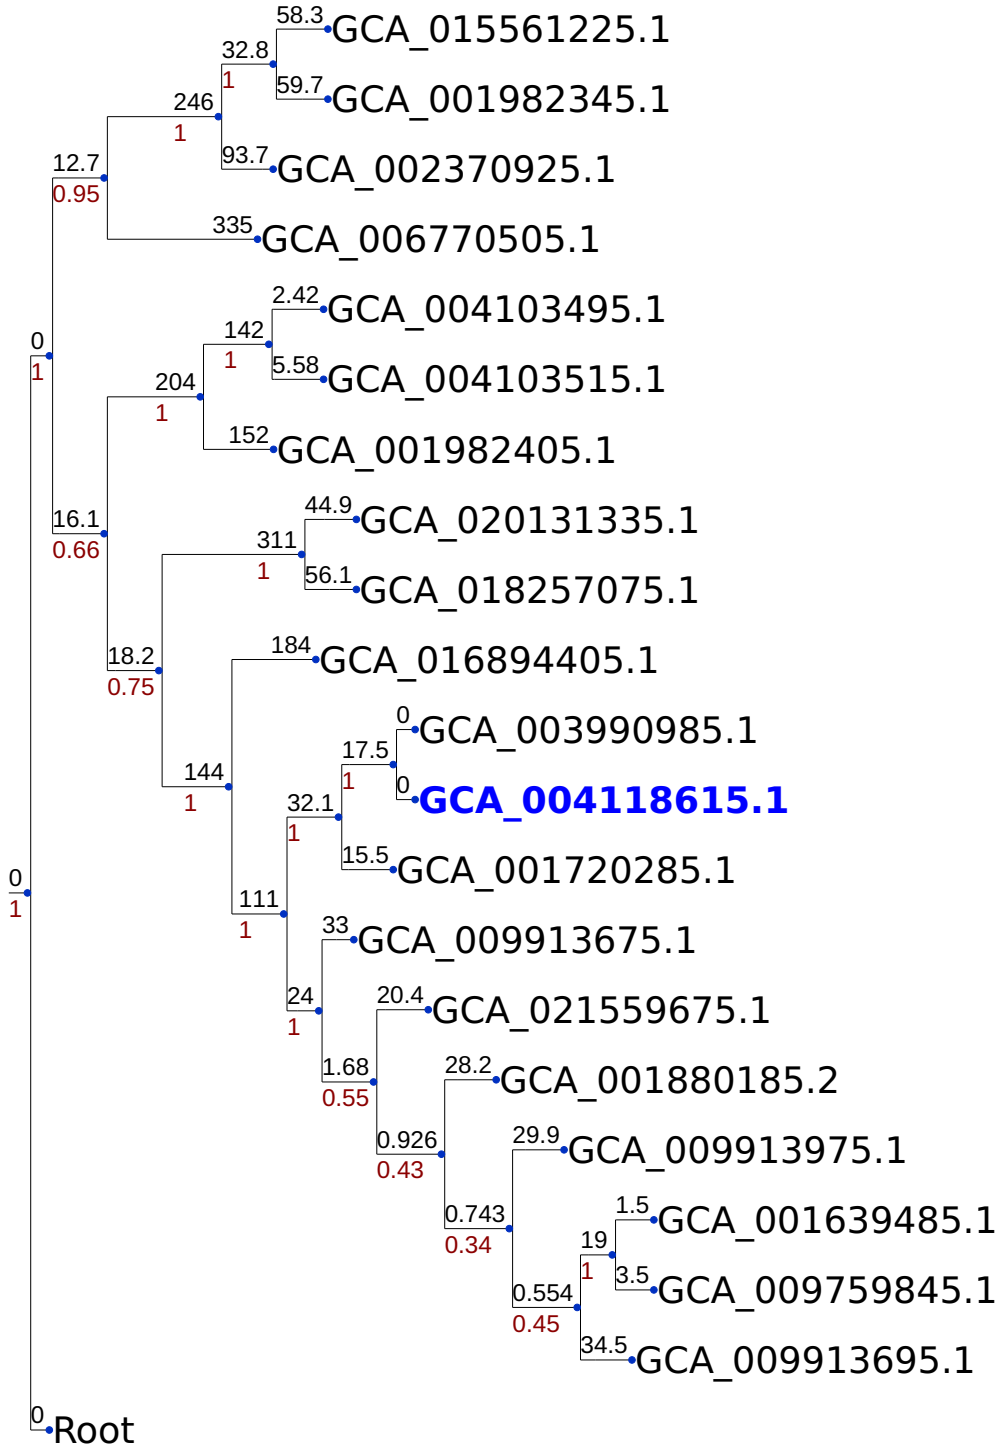 58.3
GCA_015561225.1
32.8
1
59.7
GCA_001982345.1
246
1
93.7
GCA_002370925.1
12.7
0.95
335
GCA_006770505.1
2.42
GCA_004103495.1
142
1
0
1
5.58
GCA_004103515.1
204
1
152
GCA_001982405.1
44.9
GCA_020131335.1
16.1
0.66
311
1
56.1
GCA_018257075.1
184
GCA_016894405.1
18.2
0.75
0
GCA_003990985.1
17.5
1
144
1
0
GCA_004118615.1
32.1
1
15.5
GCA_001720285.1
0
1
111
1
33
GCA_009913675.1
24
1
20.4
GCA_021559675.1
1.68
0.55
28.2
GCA_001880185.2
0.926
0.43
29.9
GCA_009913975.1
0.743
0.34
1.5
GCA_001639485.1
19
1
3.5
GCA_009759845.1
0.554
0.45
34.5
GCA_009913695.1
0
Root